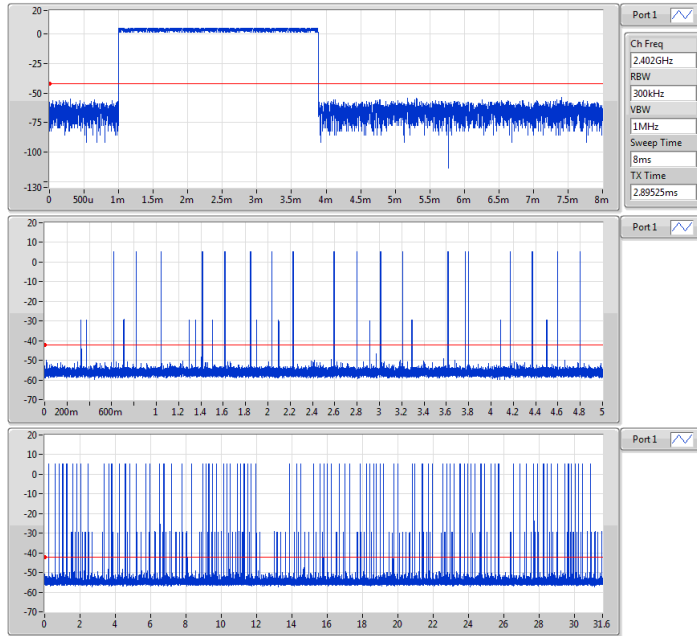 20
0
-25
-50
-75
-100
-130
0 500u 1m 1.5m 2m 2.5m 3m 3.5m 4m 4.5m 5m 5.5m 6m 6.5m 7m 7.5m 8m
Port 1
Ch Freq
2.402GHz
RBW
300kHz
VBW
1MHz
Sweep Time
8ms
TX Time
2.89525ms
20
10
0
-10
-20
-30
-40
-50
-60
-70
0 200m 600m 1 1.2 1.4 1.6 1.8 2 2.2 2.4 2.6 2.8 3 3.2 3.4 3.6 3.8 4 4.2 4.4 4.6 4.8 5
Port 1
20
10
0
-10
-20
-30
-40
-50
-60
-70
0 2 4 6 8 10 12 14 16 18 20 22 24 26 28 30 31.6
Port 1